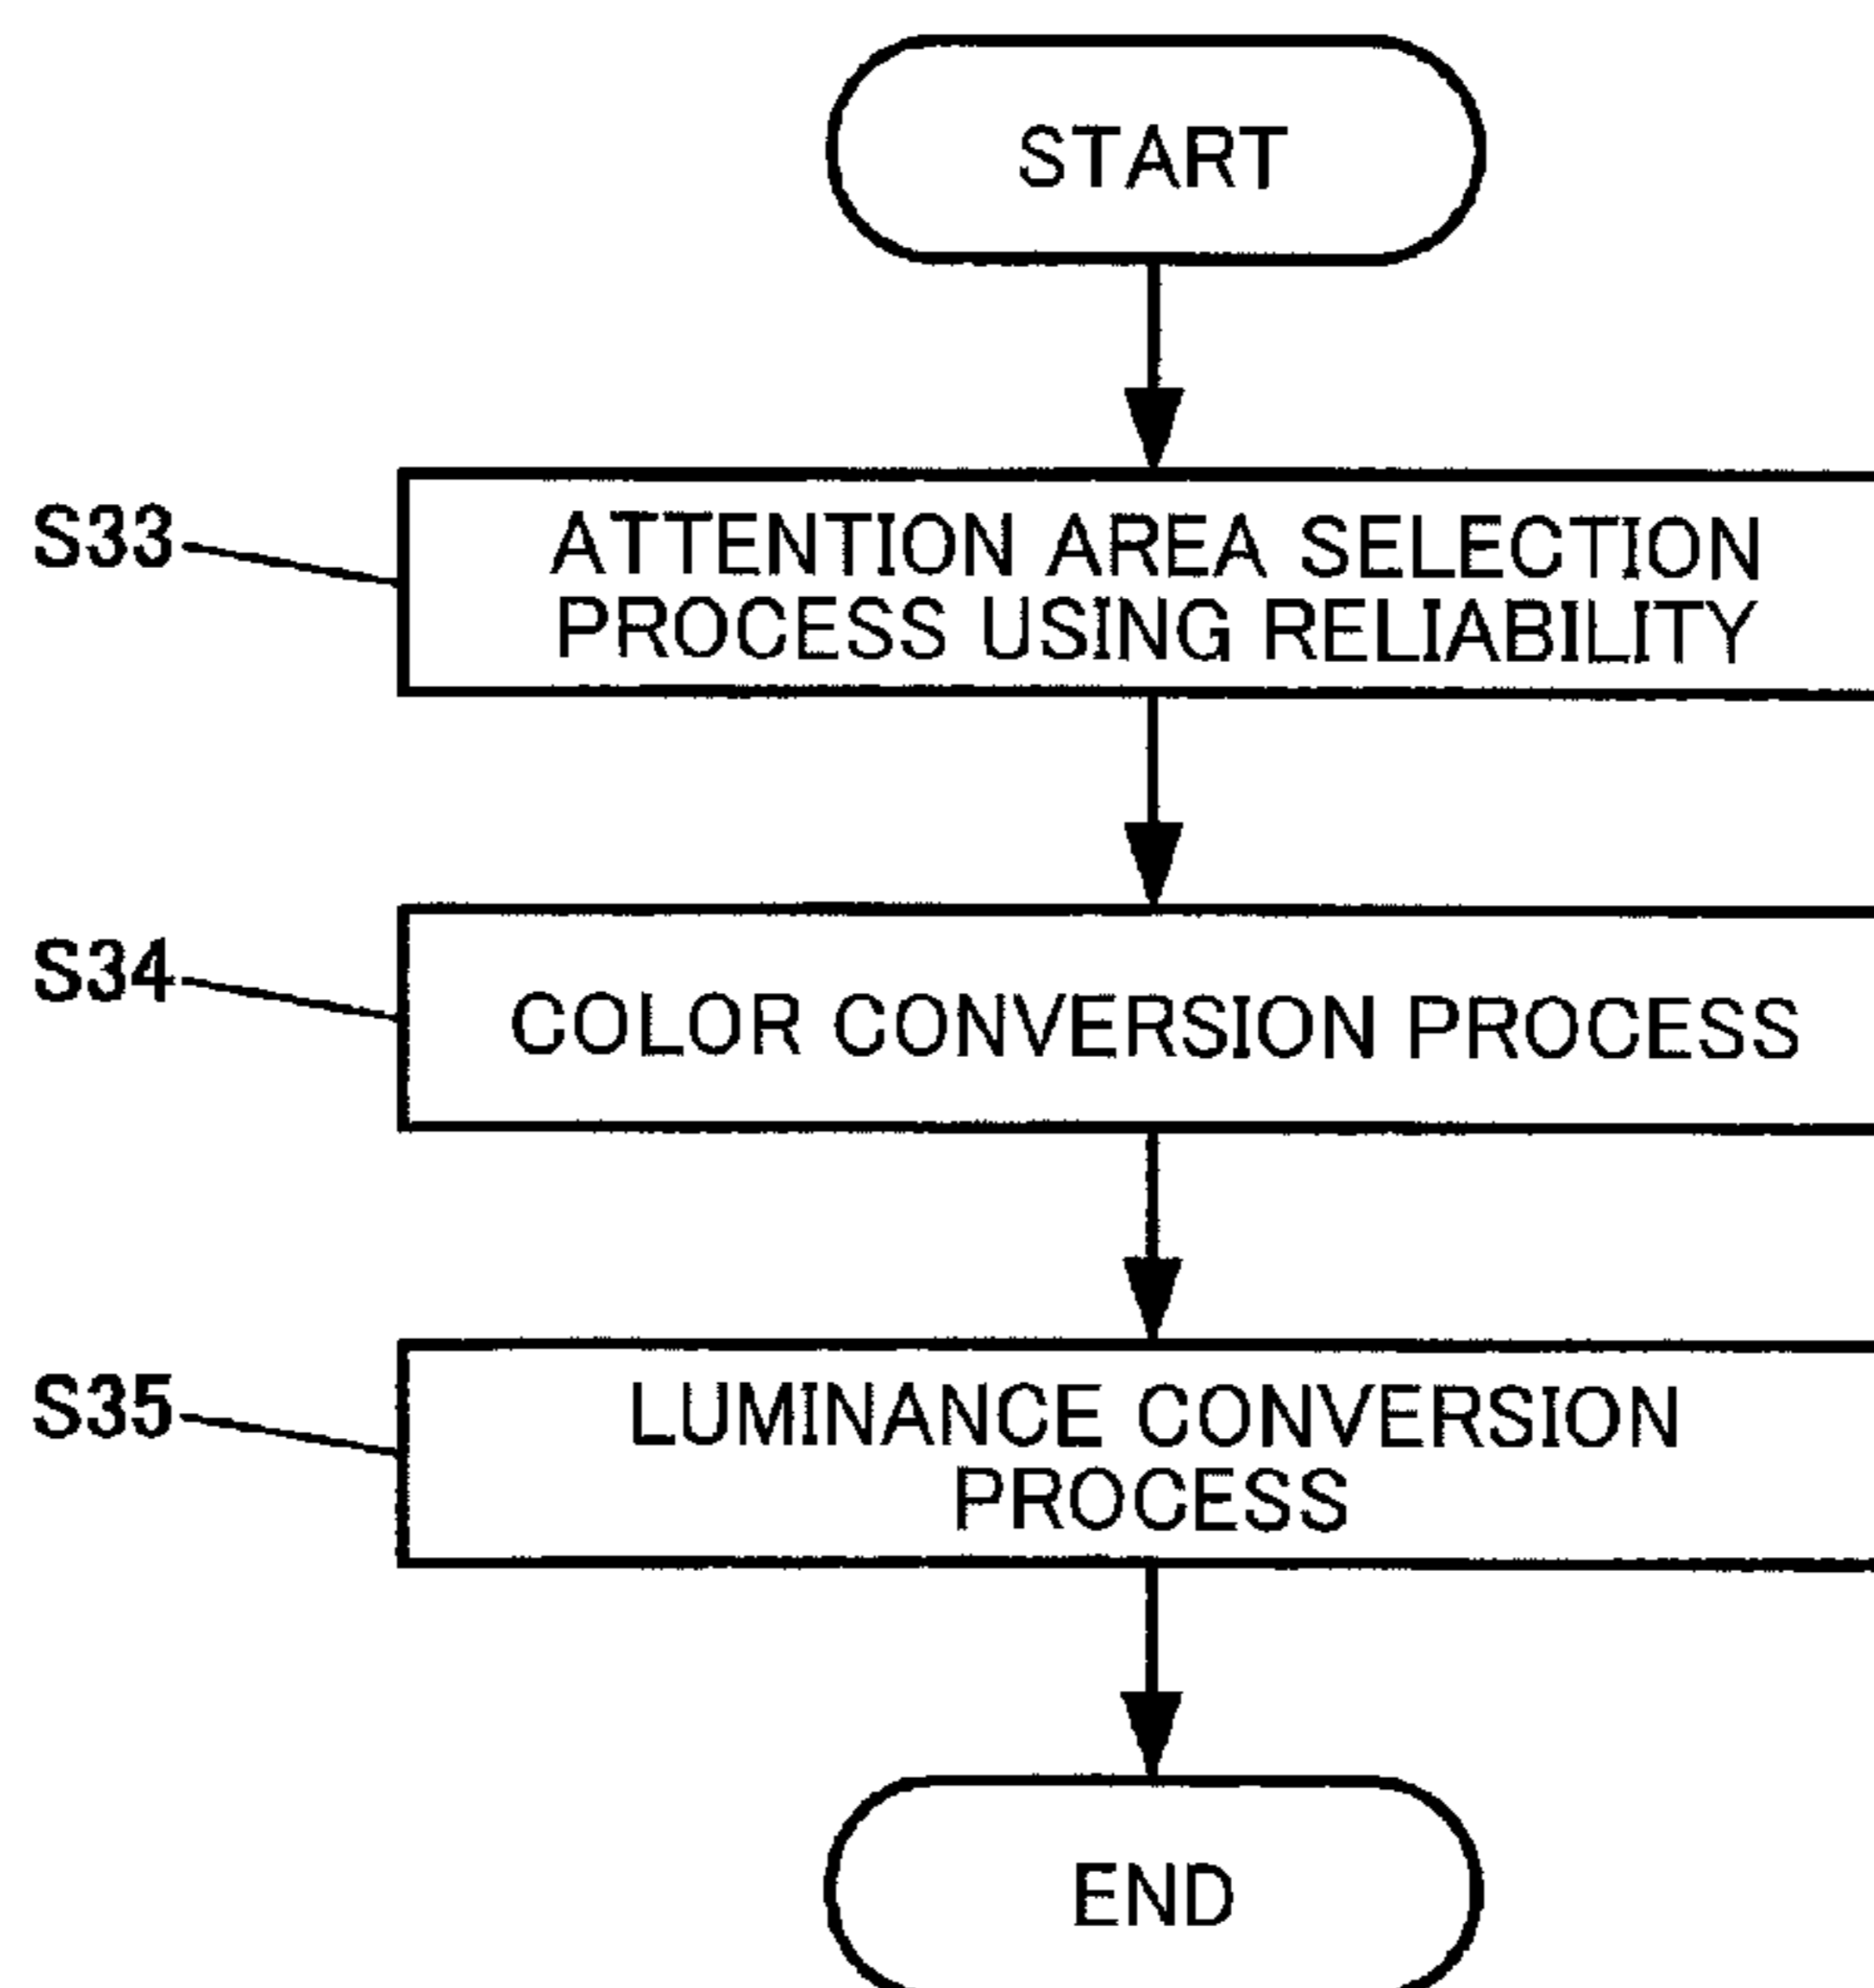 START
S33
ATTENTION AREA SELECTION
PROCESS USING RELIABILITY
S34
COLOR CONVERSION PROCESS
S35
LUMINANCE CONVERSION
PROCESS
END